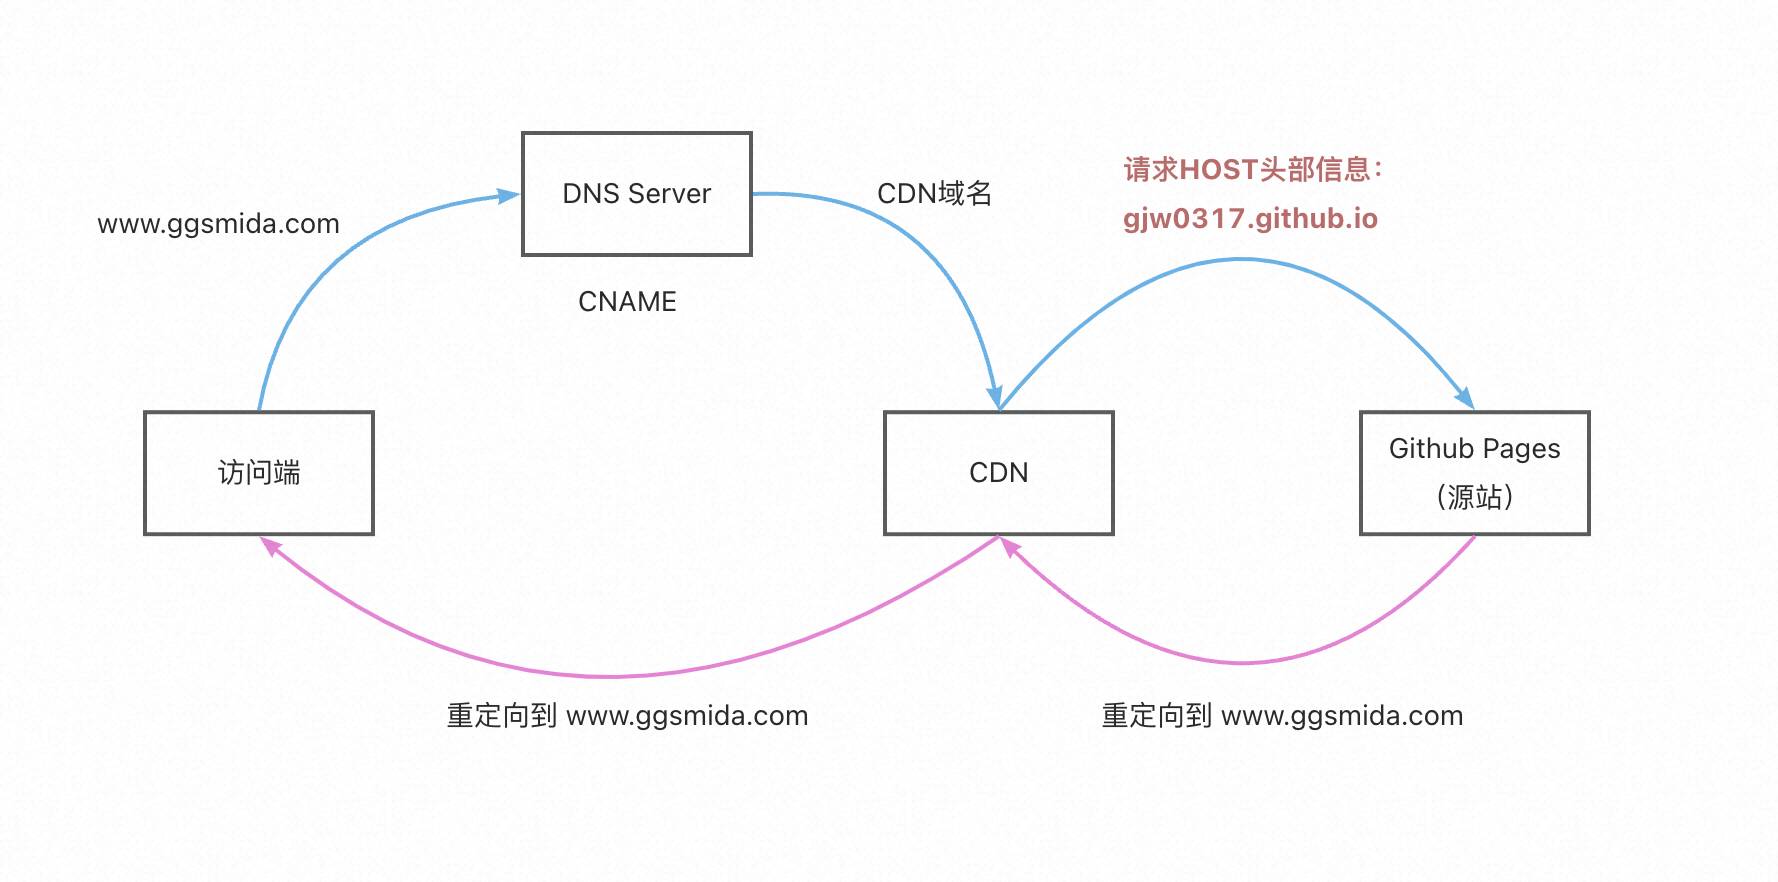 请求HOST头部信息：
gjw0317.github.io
DNS Server
CDN域名
www.ggsmida.com
CNAME
访问端
CDN
Github Pages
（源站）
重定向到 www.ggsmida.com
重定向到 www.ggsmida.com